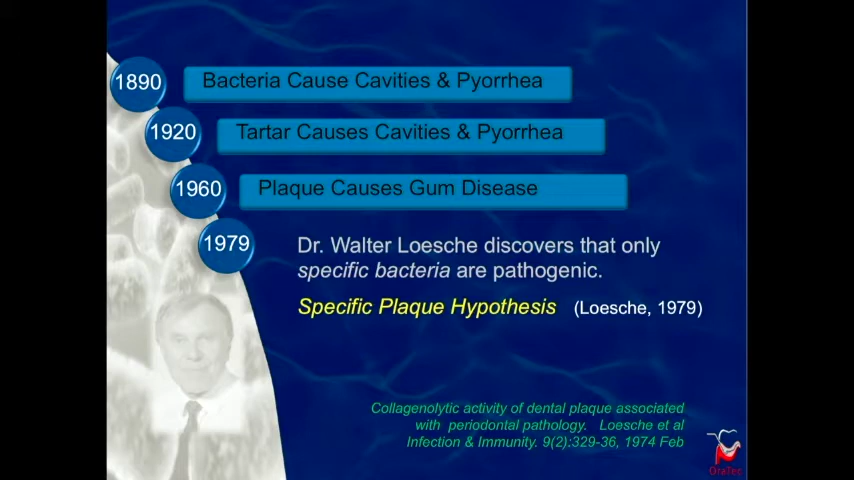 1890 Bacteria Cause Cavities & Pyorrhea
1920 Tartar Causes Cavities & Pyorrhea
1960 Plaque Causes Gum Disease
1979 Dr. Walter Loesche discovers that only
specific bacteria are pathogenic.
Specific Plaque Hypothesis (Loesche, 1979)
Collagenolytic activity of dental plaque associated
with periodontal pathology. Loesche et al
Infection & Immunity. 9(2):329-36, 1974 Feb
OraTec